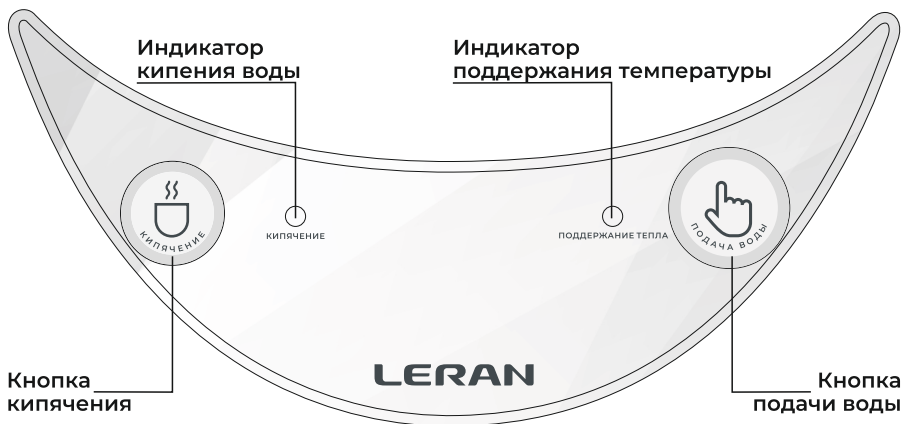 Индикатор
кипения воды
Индикатор
поддержания температуры
КИПЯЧЕНИЕ
КИПЯЧЕНИЕ
ПОДДЕРЖАНИЕ ТЕПЛА
ПОДАЧА ВОДЫ
LERAN
Кнопка
кипячения
Кнопка
подачи воды